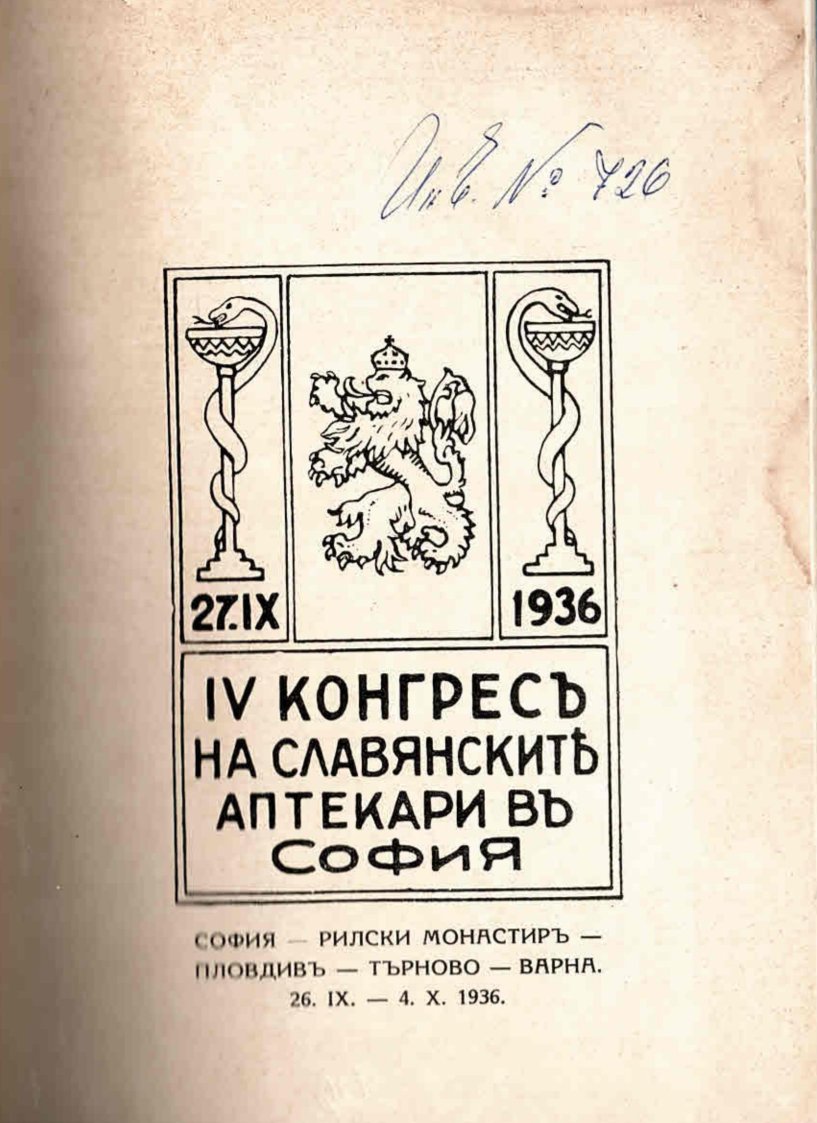 Инв. № 726
27.IX
1936
IV КОНГРЕСЪ
НА СЛАВЯНСКИТѢ
АПТЕКАРИ ВЪ
СОФИЯ
СОФИЯ — РИЛСКИ МОНАСТИРЪ —
ПЛОВДИВЪ — ТЪРНОВО — ВАРНА.
26. IX. — 4. X. 1936.